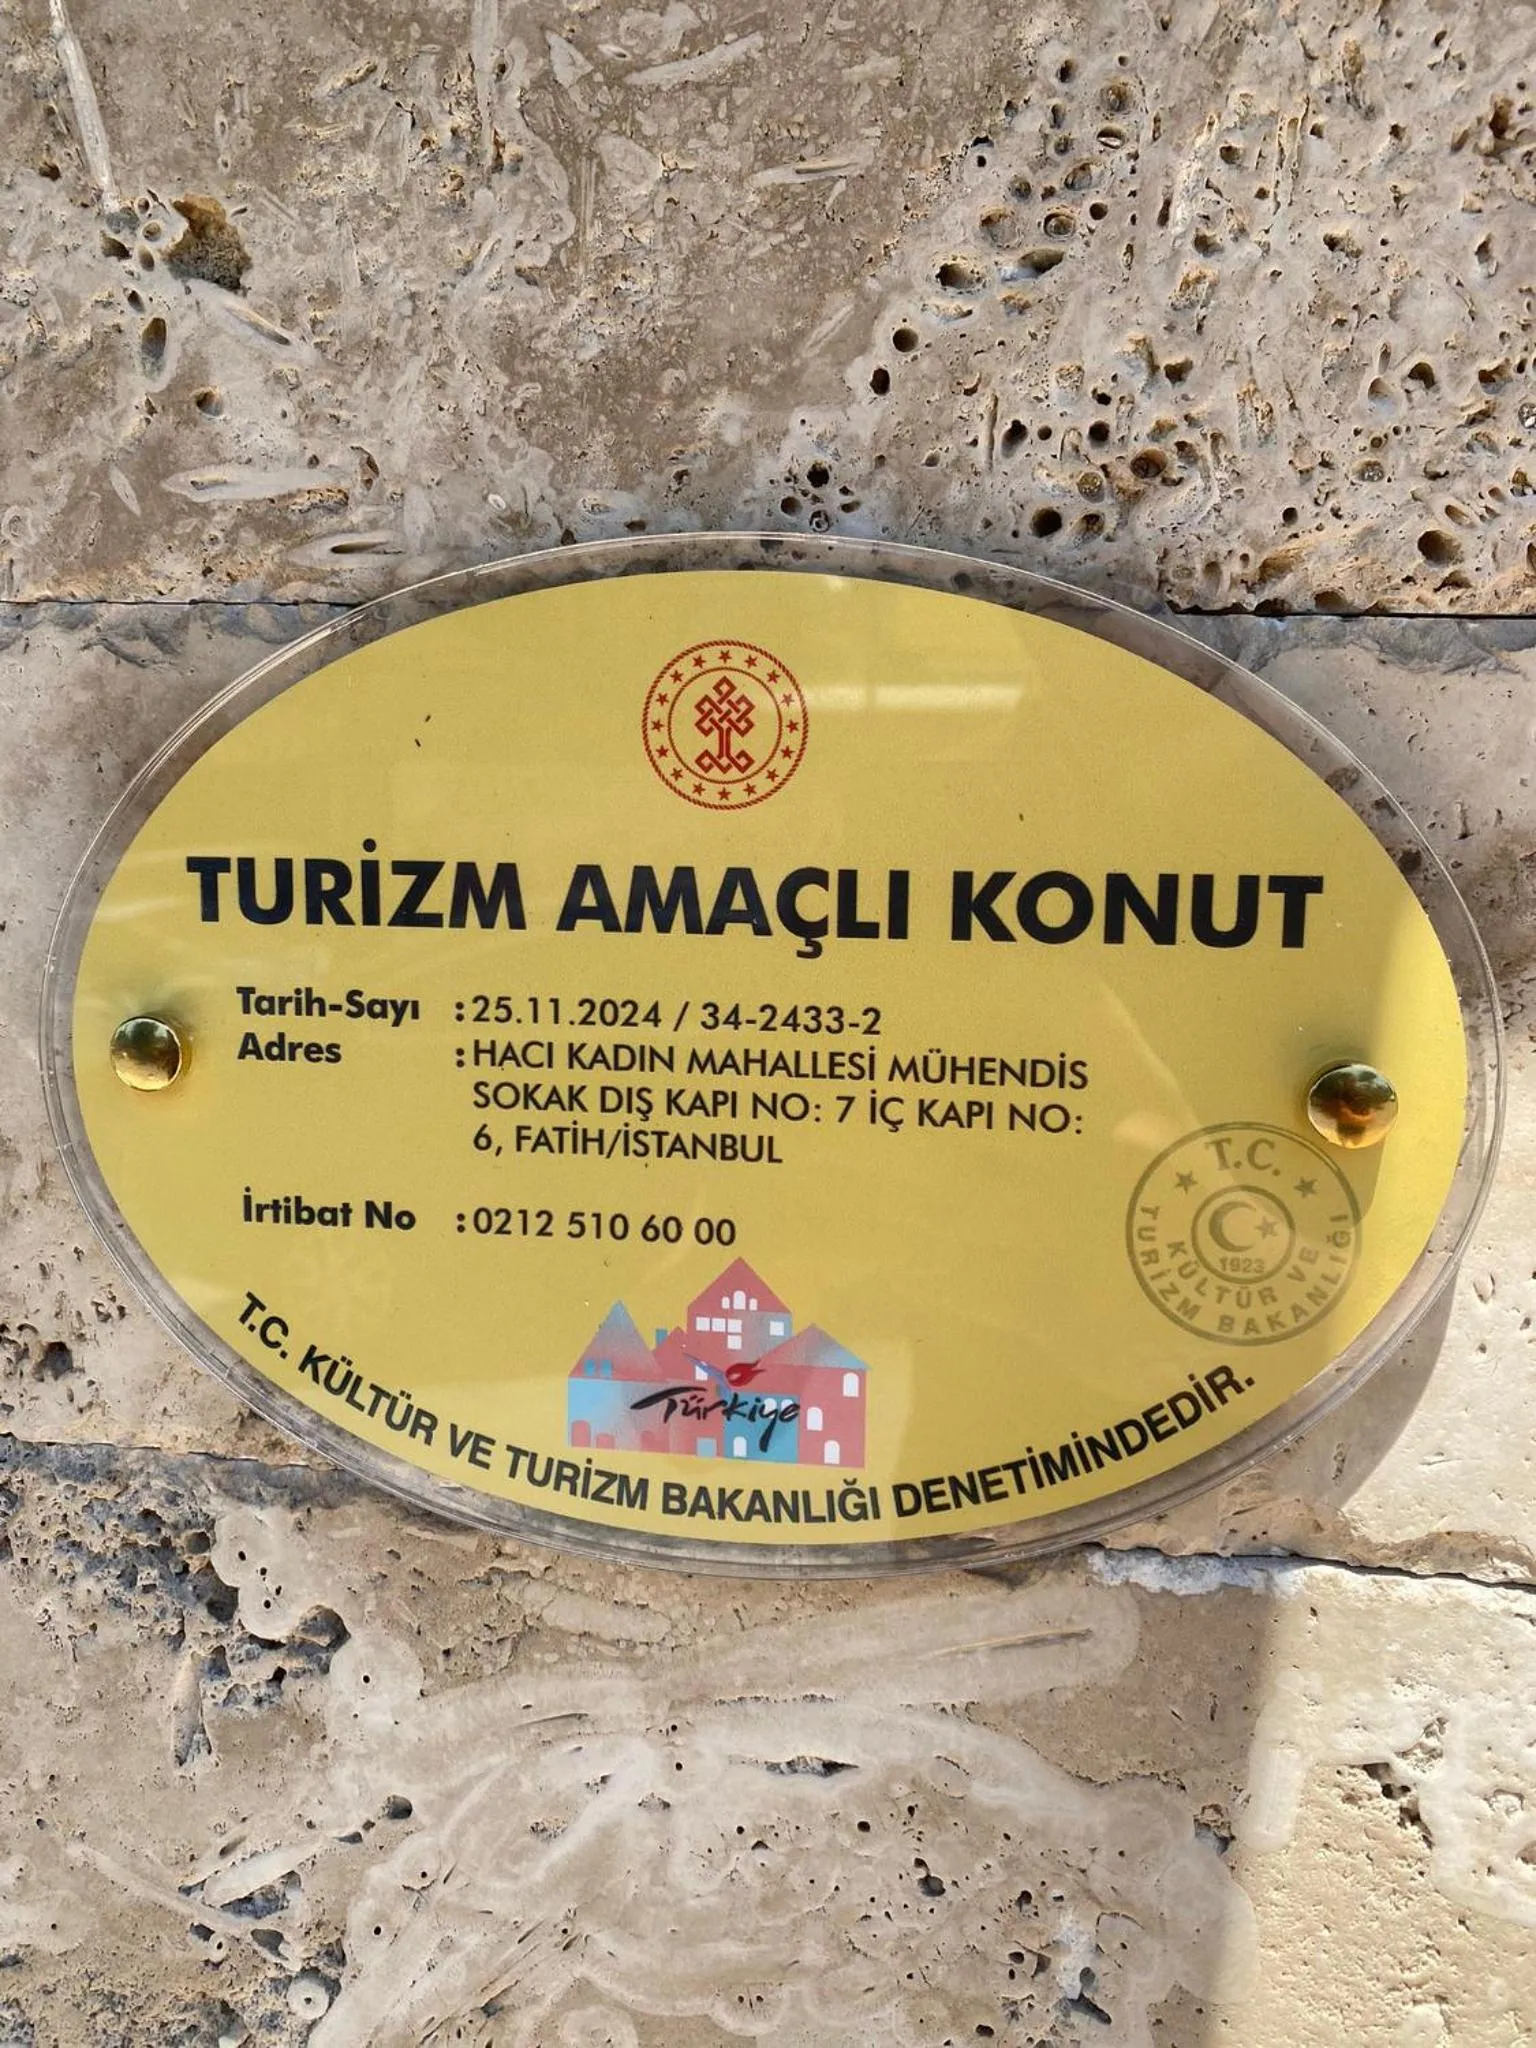 TURİZM AMAÇLI KONUT
Tarih-Sayı : 25.11.2024 / 34-2433-2
Adres : HACI KADIN MAHALLESİ MÜHENDİS
SOKAK DIŞ KAPI NO: 7 İÇ KAPI NO:
6, FATİH/İSTANBUL
İrtibat No : 0212 510 60 00
T.C.
KÜLTÜR VE
TURİZM BAKANLIĞI
1923
Türkiye
T.C. KÜLTÜR VE TURİZM BAKANLIĞI DENETİMİNDEDİR.